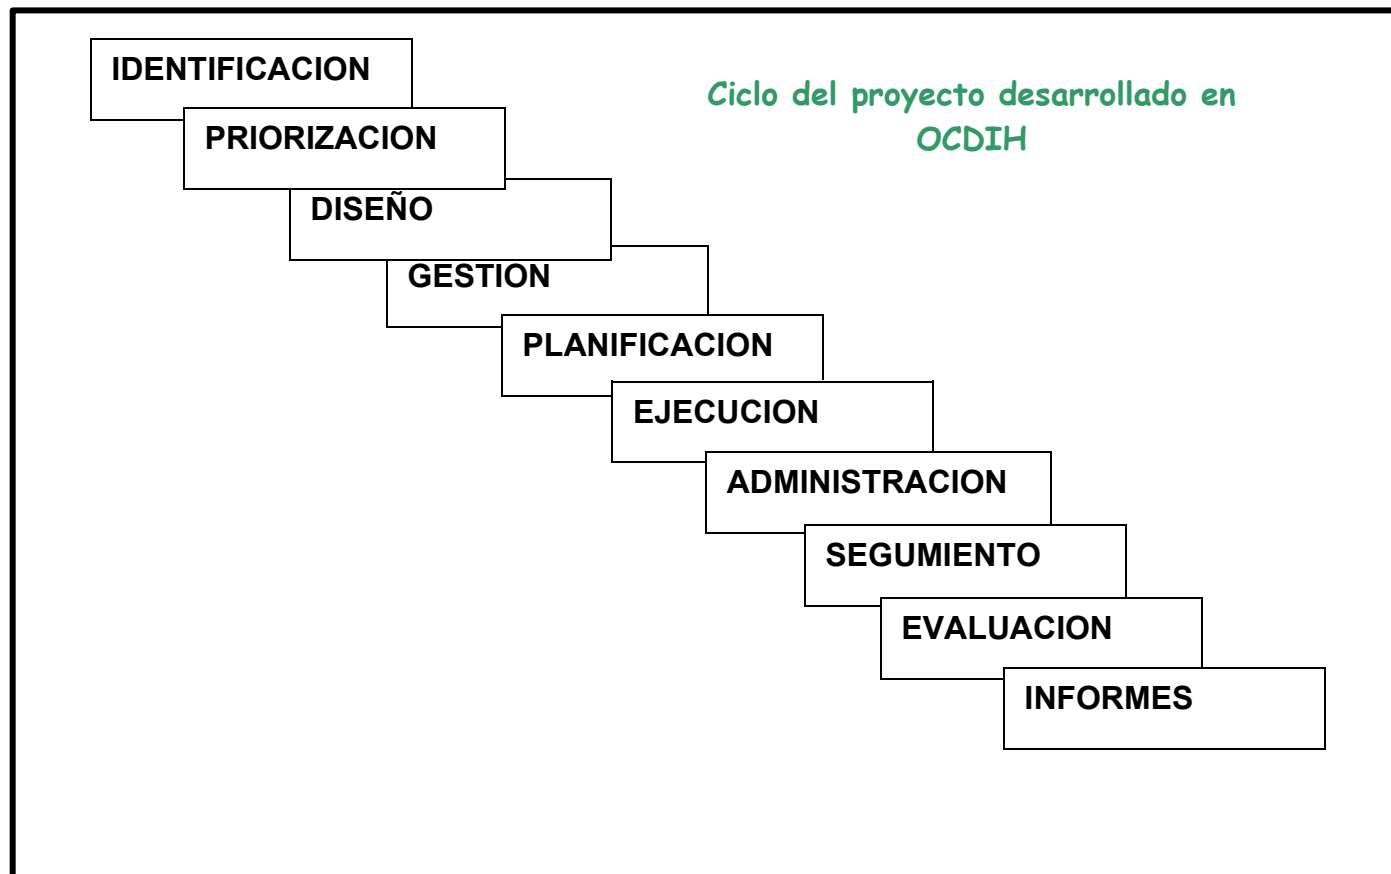 IDENTIFICACION
Ciclo del proyecto desarrollado en
OCDIH
PRIORIZACION
DISEÑO
GESTION
PLANIFICACION
EJECUCION
ADMINISTRACION
SEGUMIENTO
EVALUACION
INFORMES